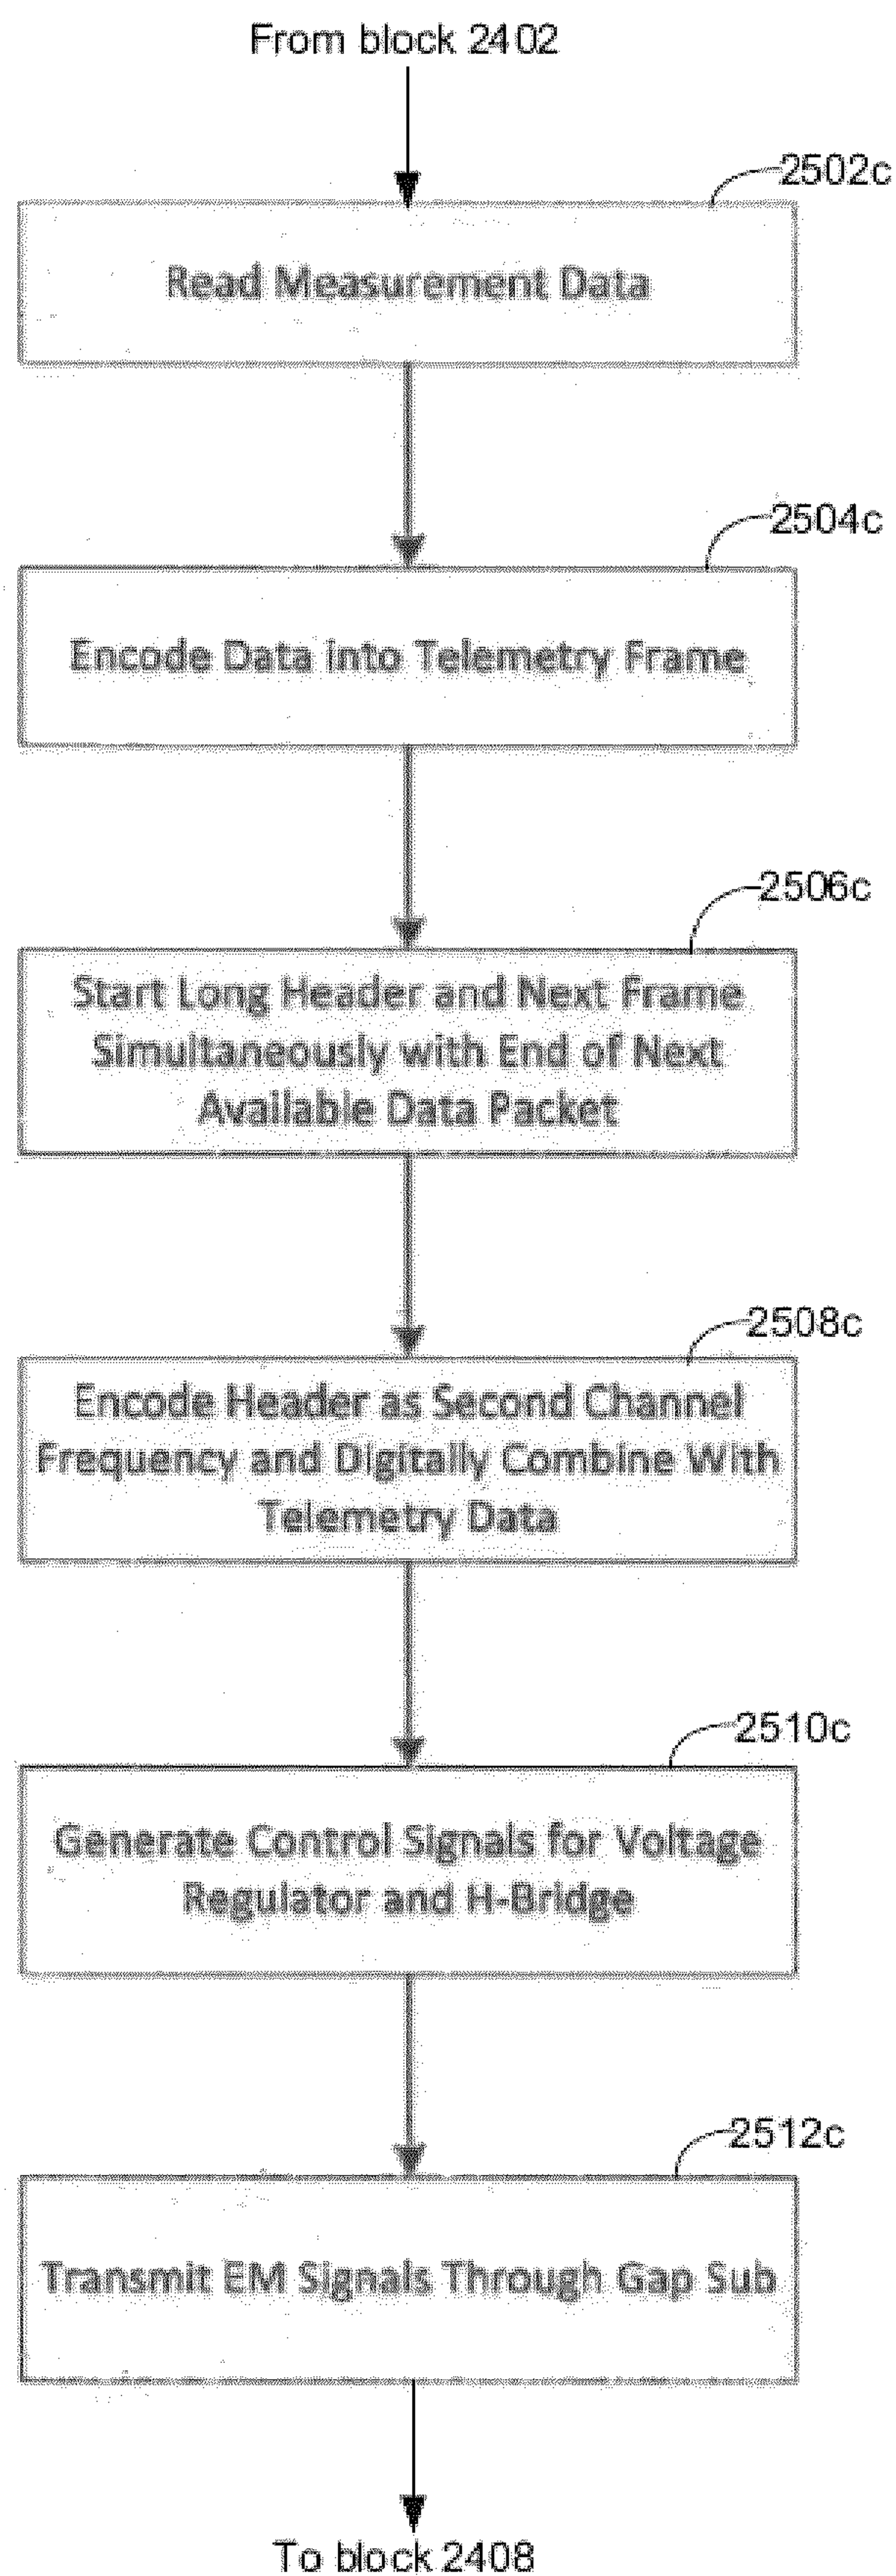 From block 2402
2502c
Read Measurement Data
2504c
Encode Data into Telemetry Frame
2506c
Start Long Header and Next Frame
Simultaneously with End of Next
Available Data Packet
2508c
Encode Header as Second Channel
Frequency and Digitally Combine With
Telemetry Data
2510c
Generate Control Signals for Voltage
Regulator and H-Bridge
2512c
Transmit EM Signals Through Gap Sub
To block 2408